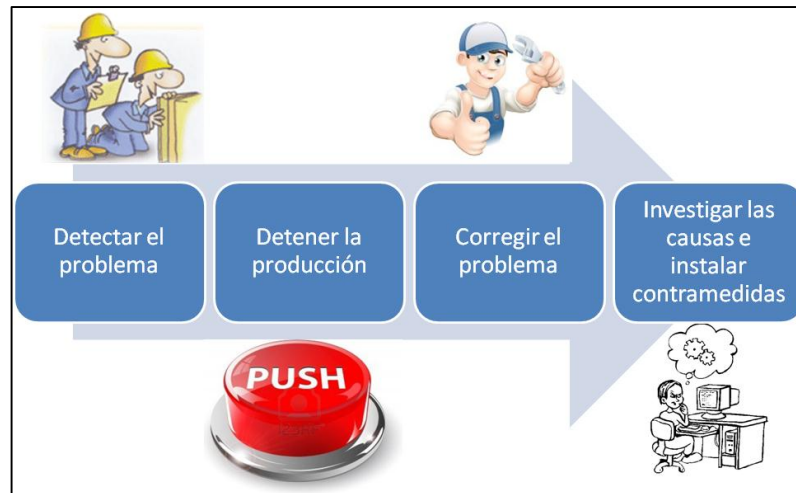 Detectar el
problema
Detener la
producción
Corregir el
problema
Investigar las
causas e
instalar
contramedidas
PUSH